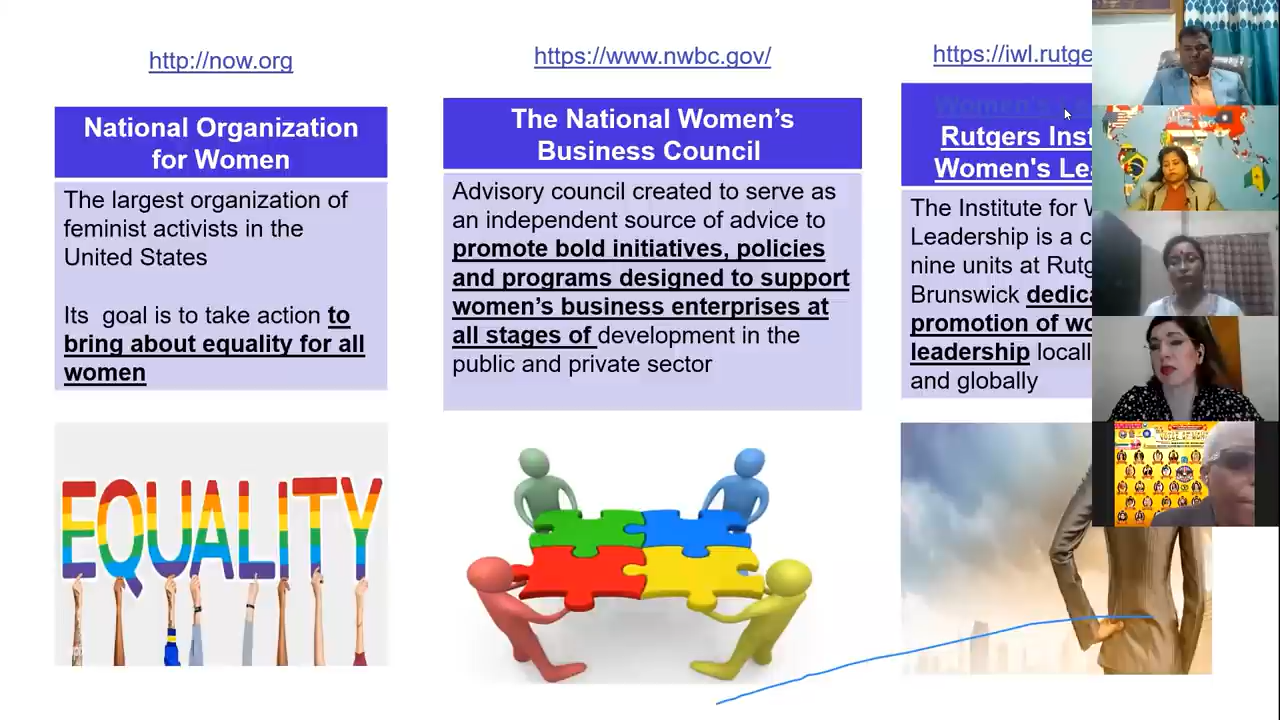 http://now.org
National Organization
for Women
The largest organization of
feminist activists in the
United States
Its goal is to take action to
bring about equality for all
women
EQUALITY
https://www.nwbc.gov/
The National Women's
Business Council
Advisory council created to serve as
an independent source of advice to
promote bold initiatives, policies
and programs designed to support
women's business enterprises at
all stages of development in the
public and private sector
https://iwl.rutge
Women's Le
Rutgers Inst
Women's Lea
The Institute for W
Leadership is a c
nine units at Rutg
Brunswick dedica
promotion of wo
leadership locall
and globally
VOICE OF WOM